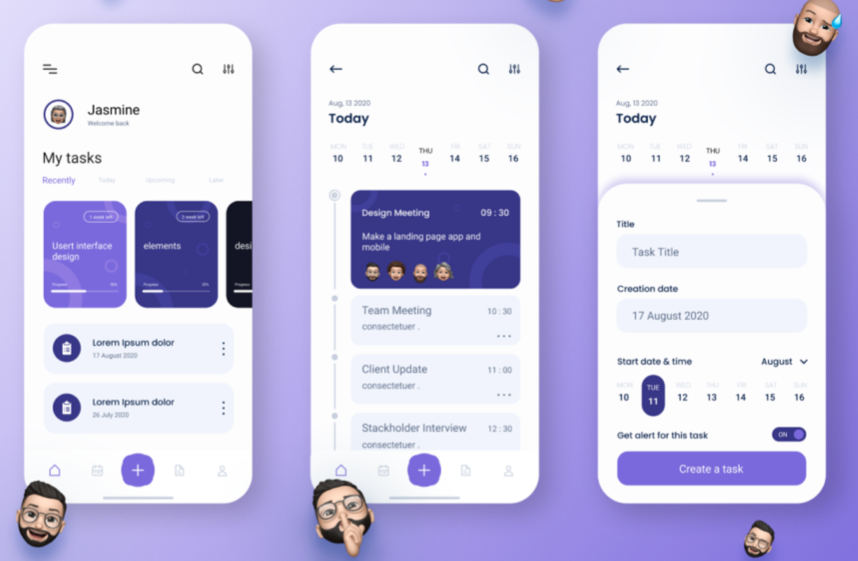 Jasmine
Welcome back
My tasks
Recently Today Upcoming Later
1 week left
Usert interface
design
Progress
2 week left
elements
Progress
desi
Lorem Ipsum dolor
17 August 2020
Lorem Ipsum dolor
26 July 2020
Aug, 13 2020
Today
MON TUE WED THU FRI SAT SUN
10 11 12 13 14 15 16
Design Meeting 09 : 30
Make a landing page app and
mobile
Team Meeting 10 : 30
consectetuer .
Client Update 11 : 00
consectetuer .
Stackholder Interview 12 : 30
consectetuer .
Aug, 13 2020
Today
MON TUE WED THU FRI SAT SUN
10 11 12 13 14 15 16
Title
Task Title
Creation date
17 August 2020
Start date & time August
MON TUE WED THU FRI SAT SUN
10 11 12 13 14 15 16
Get alert for this task ON
Create a task